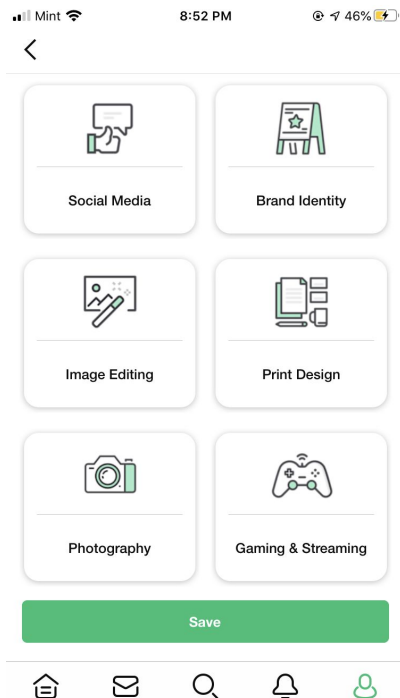 Mint 8:52 PM 46%
Social Media Brand Identity
Image Editing Print Design
Photography Gaming & Streaming
Save